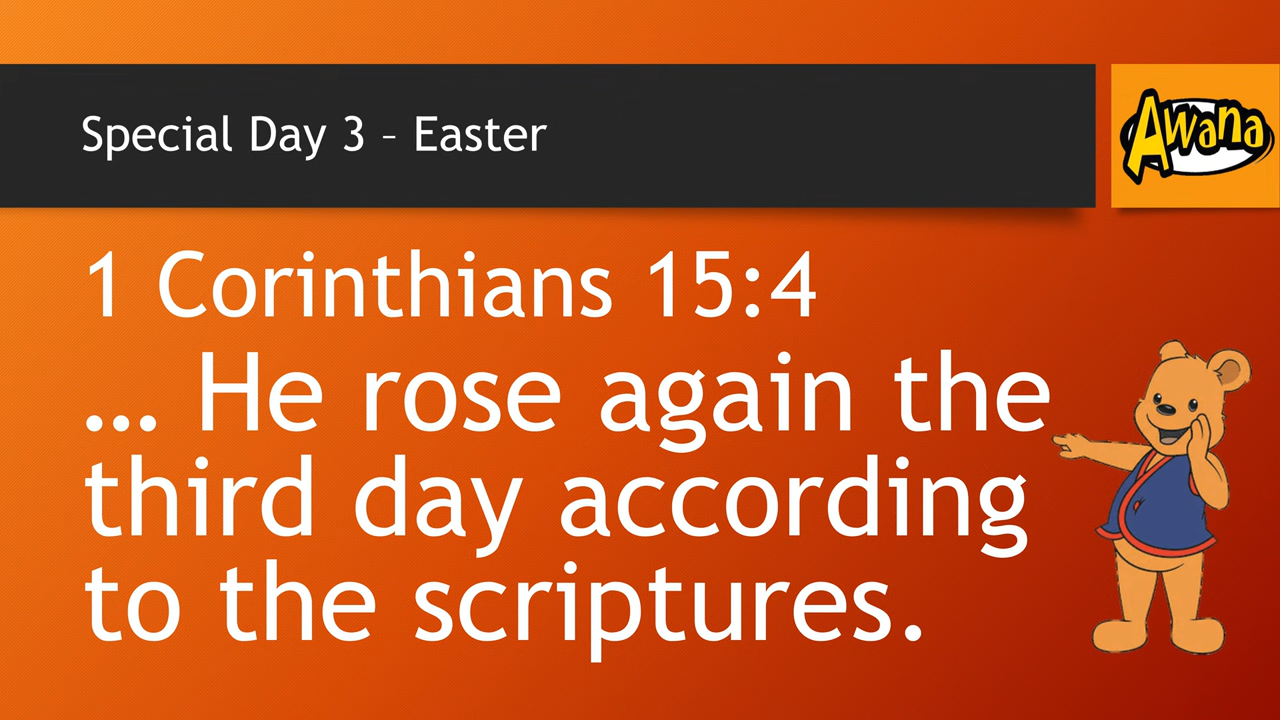 Special Day 3 – Easter
Awana
1 Corinthians 15:4
... He rose again the
third day according
to the scriptures.